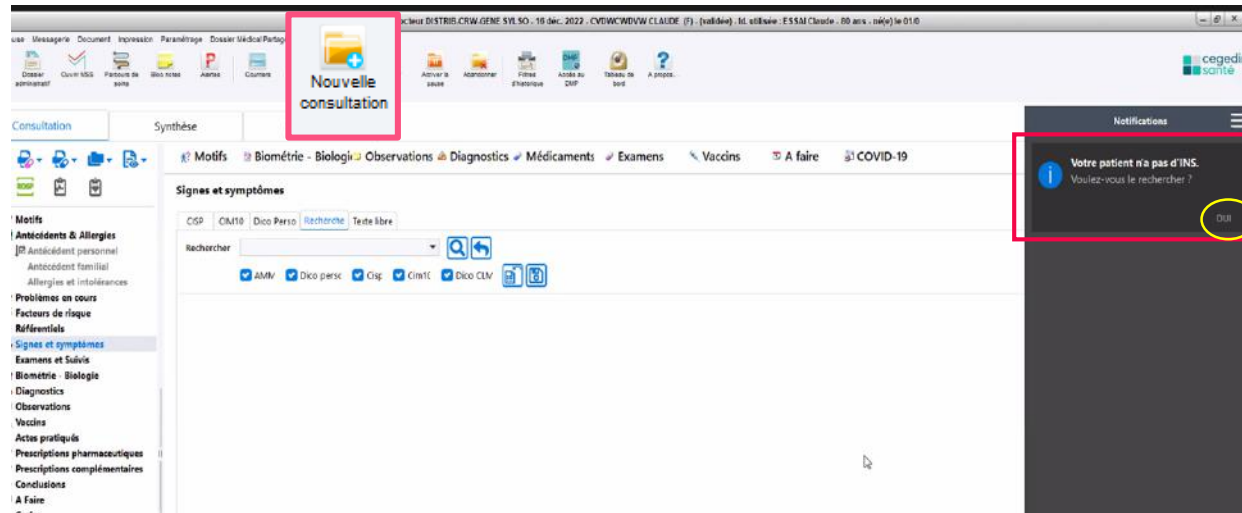 cteur DISTRIB.CRW-GENE SYLSO - 16 déc. 2022 - CVDWCWDVW CLAUDE (F) - (validée) - Id. utilisée : ESSAI Claude - 80 ans - né(e) le 01/0
use Messagerie Document Impression Paramétrage Dossier Médical Partag
Dossier administratif
Ouvrir MSS
Parcours de soins
Bloc notes
Alertes
Courriers
Nouvelle consultation
Activer la pause
Abandonner
Filtres d'historique
Accès au DMP
Tableau de bord
A propos..
cegedi
santé
Consultation
Synthèse
Notifications
Motifs
Biométrie - Biologi
Observations
Diagnostics
Médicaments
Examens
Vaccins
A faire
COVID-19
Votre patient n'a pas d'INS.
Voulez-vous le rechercher ?
OUI
Signes et symptômes
CISP
CIM10
Dico Perso
Recherche
Texte libre
Rechercher
Dico persc
Cisp
Dico CLM
Motifs
Antécédents & Allergies
Antécédent personnel
Antécédent familial
Allergies et intolérances
Problèmes en cours
Facteurs de risque
Référentiels
Signes et symptômes
Examens et Suivis
Biométrie - Biologie
Diagnostics
Observations
Vaccins
Actes pratiqués
Prescriptions pharmaceutiques
Prescriptions complémentaires
Conclusions
A Faire